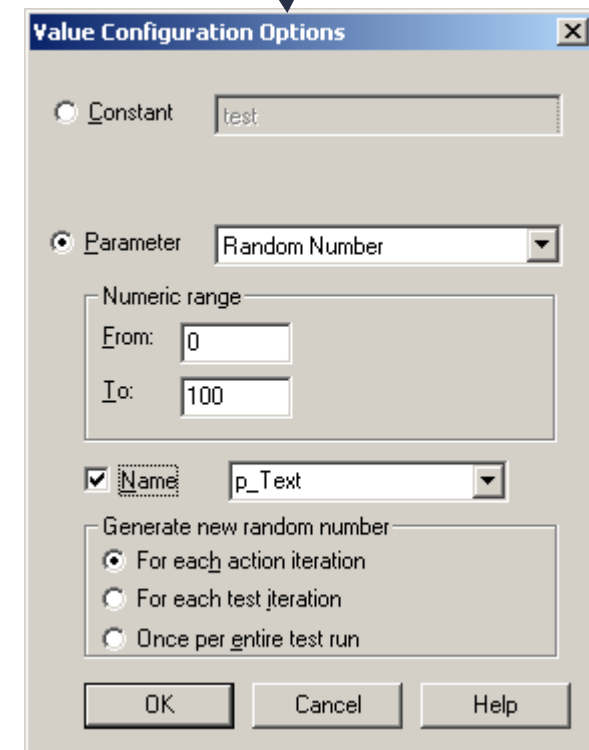 Value Configuration Options
Constant test
Parameter Random Number
Numeric range
From: 0
To: 100
Name p_Text
Generate new random number
For each action iteration
For each test iteration
Once per entire test run
OK Cancel Help